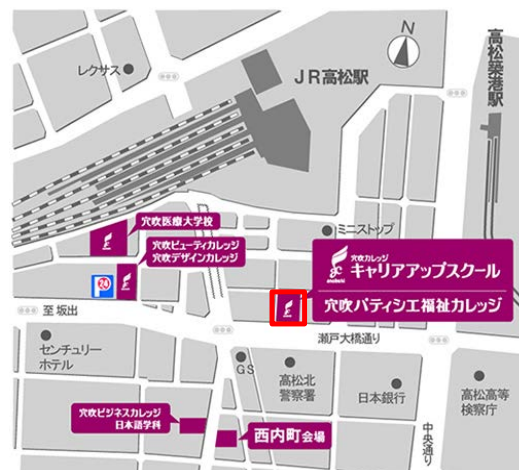 N
レクサス
JR高松駅
高松築港駅
穴吹医療大学校
穴吹ビューティカレッジ
穴吹デザインカレッジ
24
P
ミニストップ
穴吹カレッジ
キャリアアップスクール
穴吹パティシエ福祉カレッジ
至 坂出
瀬戸大橋通り
センチュリー
ホテル
GS
高松北
警察署
日本銀行
高松高等
検察庁
中央通り
穴吹ビジネスカレッジ
日本語学科
西内町会場